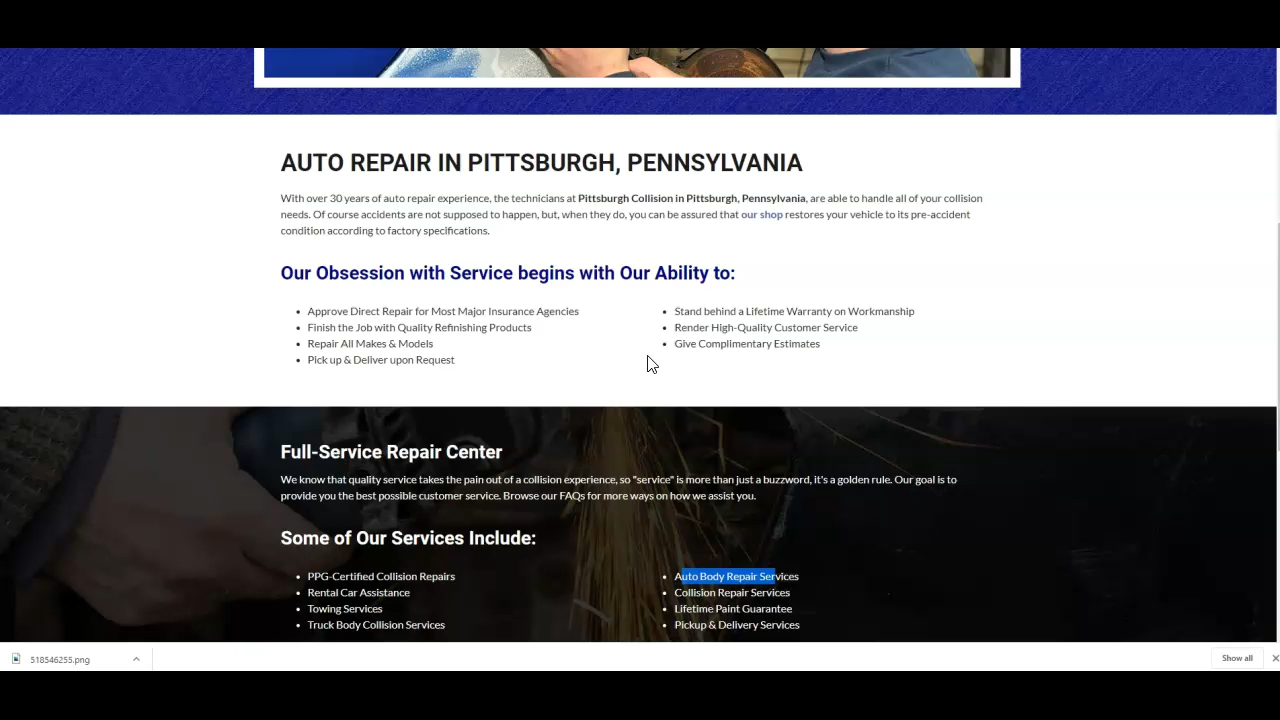 AUTO REPAIR IN PITTSBURGH, PENNSYLVANIA
With over 30 years of auto repair experience, the technicians at Pittsburgh Collision in Pittsburgh, Pennsylvania, are able to handle all of your collision
needs. Of course accidents are not supposed to happen, but, when they do, you can be assured that our shop restores your vehicle to its pre-accident
condition according to factory specifications.
Our Obsession with Service begins with Our Ability to:
Approve Direct Repair for Most Major Insurance Agencies
Finish the Job with Quality Refinishing Products
Repair All Makes & Models
Pick up & Deliver upon Request
Stand behind a Lifetime Warranty on Workmanship
Render High-Quality Customer Service
Give Complimentary Estimates
Full-Service Repair Center
We know that quality service takes the pain out of a collision experience, so "service" is more than just a buzzword, it's a golden rule. Our goal is to
provide you the best possible customer service. Browse our FAQs for more ways on how we assist you.
Some of Our Services Include:
PPG-Certified Collision Repairs
Rental Car Assistance
Towing Services
Truck Body Collision Services
Auto Body Repair Services
Collision Repair Services
Lifetime Paint Guarantee
Pickup & Delivery Services
518546255.png
Show all